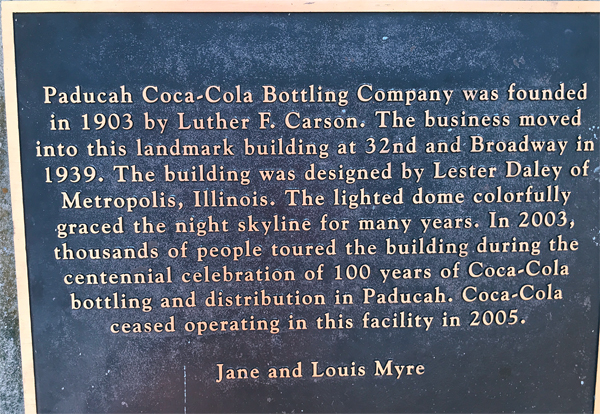 Paducah Coca-Cola Bottling Company was founded
in 1903 by Luther F. Carson. The business moved
into this landmark building at 32nd and Broadway in
1939. The building was designed by Lester Daley of
Metropolis, Illinois. The lighted dome colorfully
graced the night skyline for many years. In 2003,
thousands of people toured the building during the
centennial celebration of 100 years of Coca-Cola
bottling and distribution in Paducah. Coca-Cola
ceased operating in this facility in 2005.
Jane and Louis Myre